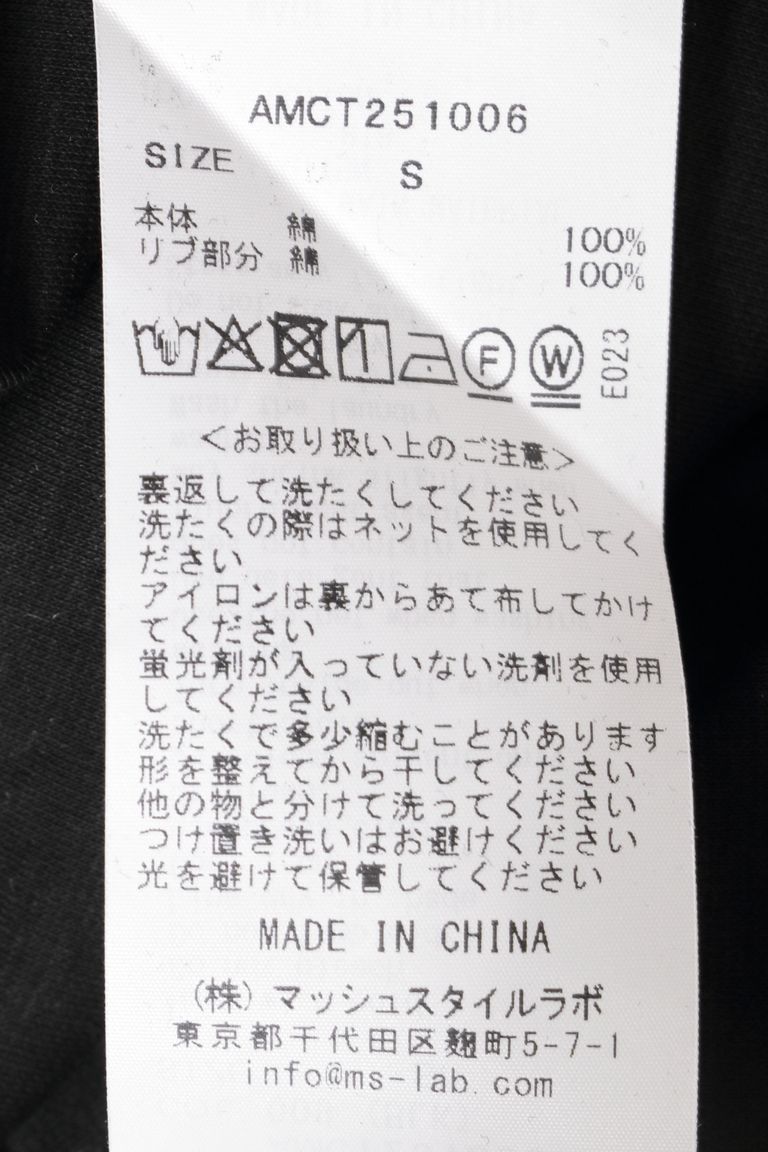 AMCT251006
SIZE S
本体 綿 100%
リブ部分 綿 100%
F W E023
<お取り扱い上のご注意>
裏返して洗たくしてください
洗たくの際はネットを使用してく
ださい
アイロンは裏からあて布してかけ
てください
蛍光剤が入っていない洗剤を使用
してください
洗たくで多少縮むことがあります
形を整えてから干してください
他の物と分けて洗ってください
つけ置き洗いはお避けください
光を避けて保管してください
MADE IN CHINA
(株)マッシュスタイルラボ
東京都千代田区麹町5-7-1
info@ms-lab.com